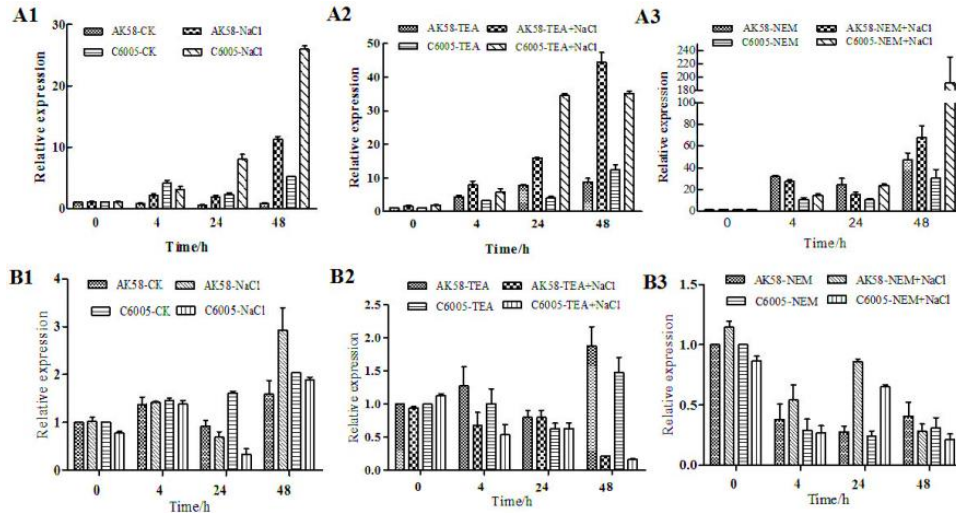 A1
AK58-CK AK58-NaCl
C6005-CK C6005-NaCl
Relative expression
30
20
10
0
0 4 24 48
Time/h
A2
AK58-TEA AK58-TEA+NaCl
C6005-TEA C6005-TEA+NaCl
Relative expression
50
40
30
20
10
0
0 4 24 48
Time/h
A3
AK58-NEM AK58-NEM+NaCl
C6005-NEM C6005-NEM+NaCl
Relative expression
240
220
200
180
160
100
80
60
40
20
0 4 24 48
Time/h
B1
AK58-CK AK58-NaCl
C6005-CK C6005-NaCl
Relative expression
4
3
2
1
0
0 4 24 48
Time/h
B2
AK58-TEA AK58-TEA+NaCl
C6005-TEA C6005-TEA+NaCl
Relative expression
2.5
2.0
1.5
1.0
0.5
0.0
0 4 24 48
Time/h
B3
AK58-NEM AK58-NEM+NaCl
C6005-NEM C6005-NEM+NaCl
Relative expression
1.5
1.0
0.5
0.0
0 4 24 48
Time/h